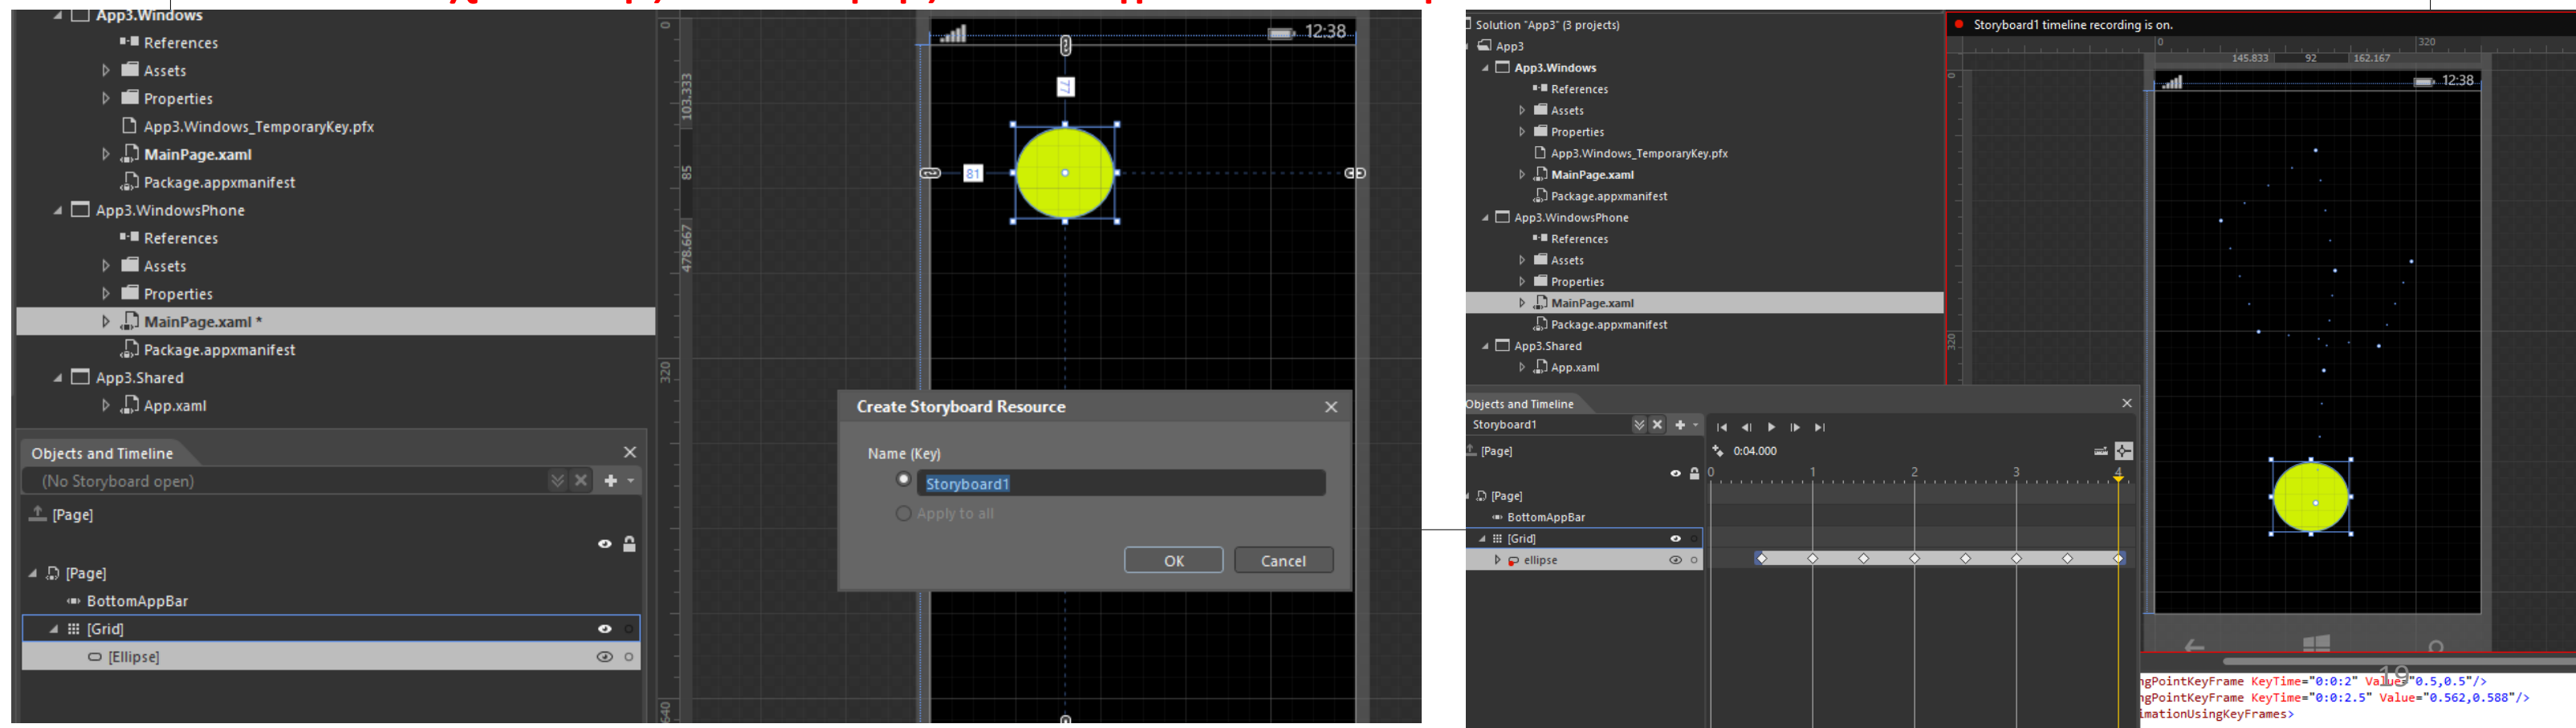 App3.Windows
References
Assets
Properties
App3.Windows_TemporaryKey.pfx
MainPage.xaml
Package.appxmanifest
App3.WindowsPhone
References
Assets
Properties
MainPage.xaml *
Package.appxmanifest
App3.Shared
App.xaml
Objects and Timeline
(No Storyboard open)
[Page]
[Page]
BottomAppBar
[Grid]
[Ellipse]
0
103.333
85
478.667
320
640
12:38
77
81
Create Storyboard Resource
Name (Key)
Storyboard1
Apply to all
OK
Cancel
Solution "App3" (3 projects)
App3
App3.Windows
References
Assets
Properties
App3.Windows_TemporaryKey.pfx
MainPage.xaml
Package.appxmanifest
App3.WindowsPhone
References
Assets
Properties
MainPage.xaml
Package.appxmanifest
App3.Shared
App.xaml
Objects and Timeline
Storyboard1
[Page]
0:04.000
0 1 2 3 4
[Page]
BottomAppBar
[Grid]
ellipse
Storyboard1 timeline recording is on.
0 320
145.833 92 162.167
0
320
12:38
19
ngPointKeyFrame KeyTime="0:0:2" Value="0.5,0.5"/>
ngPointKeyFrame KeyTime="0:0:2.5" Value="0.562,0.588"/>
imationUsingKeyFrames>